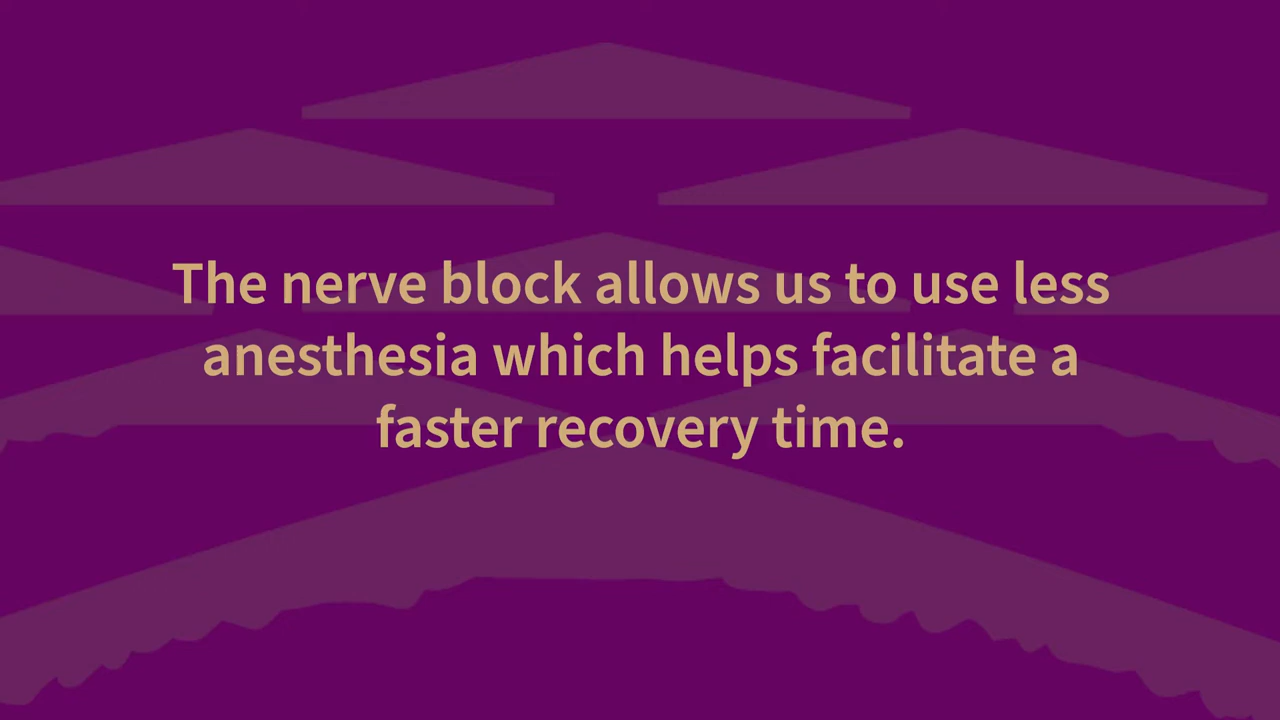 The nerve block allows us to use less
anesthesia which helps facilitate a
faster recovery time.